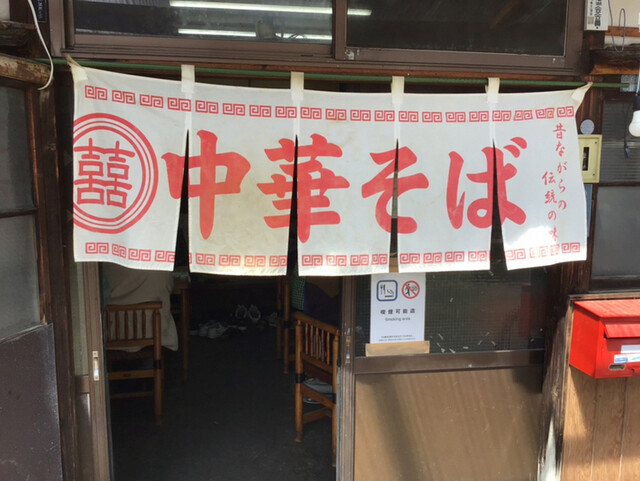 囍
中華そば
昔ながらの
伝統の味
喫煙可能店
Smoking area